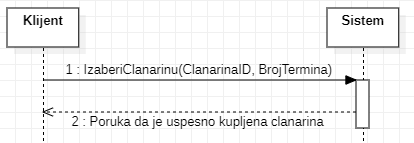 Klijent
Sistem
1 : IzaberiClanarinu(ClanarinaID, BrojTermina)
2 : Poruka da je uspesno kupljena clanarina